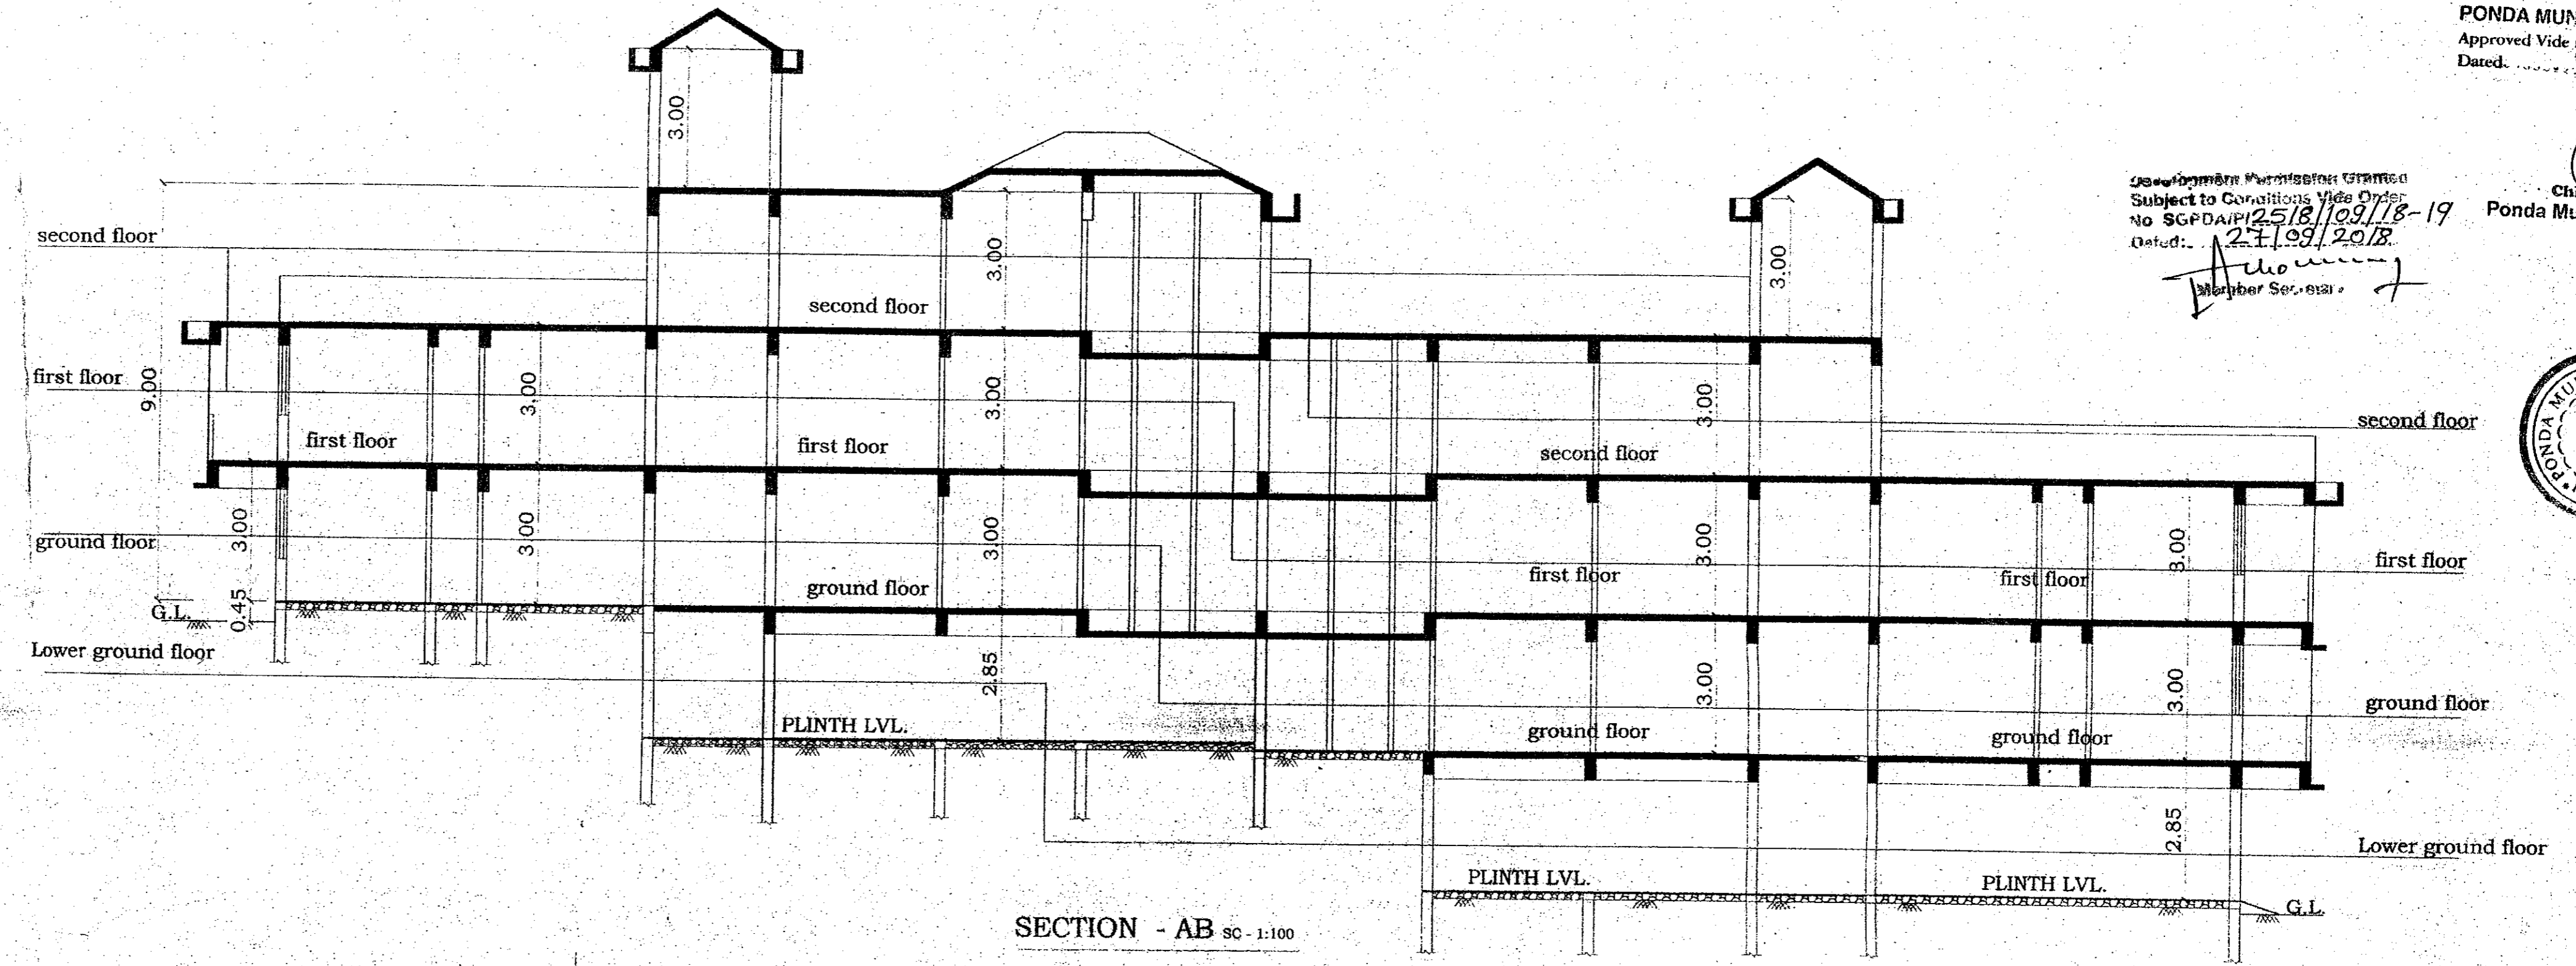 PONDA MUN
Approved Vide
Dated.
Development Permission Granted
Subject to Conditions Vide Order
No SGPDA/P/2518/109/18-19
Dated: 27/09/2018
Member Secretary
Ch
Ponda Mu
PONDA MU
3.00
second floor
3.00
3.00
second floor
first floor
9.00
3.00
3.00
3.00
second floor
first floor
first floor
second floor
ground floor
3.00
3.00
3.00
3.00
3.00
first floor
ground floor
first floor
first floor
G.L.
0.45
Lower ground floor
2.85
3.00
3.00
ground floor
PLINTH LVL.
ground floor
ground floor
2.85
Lower ground floor
PLINTH LVL.
PLINTH LVL.
G.L.
SECTION - AB SC - 1:100